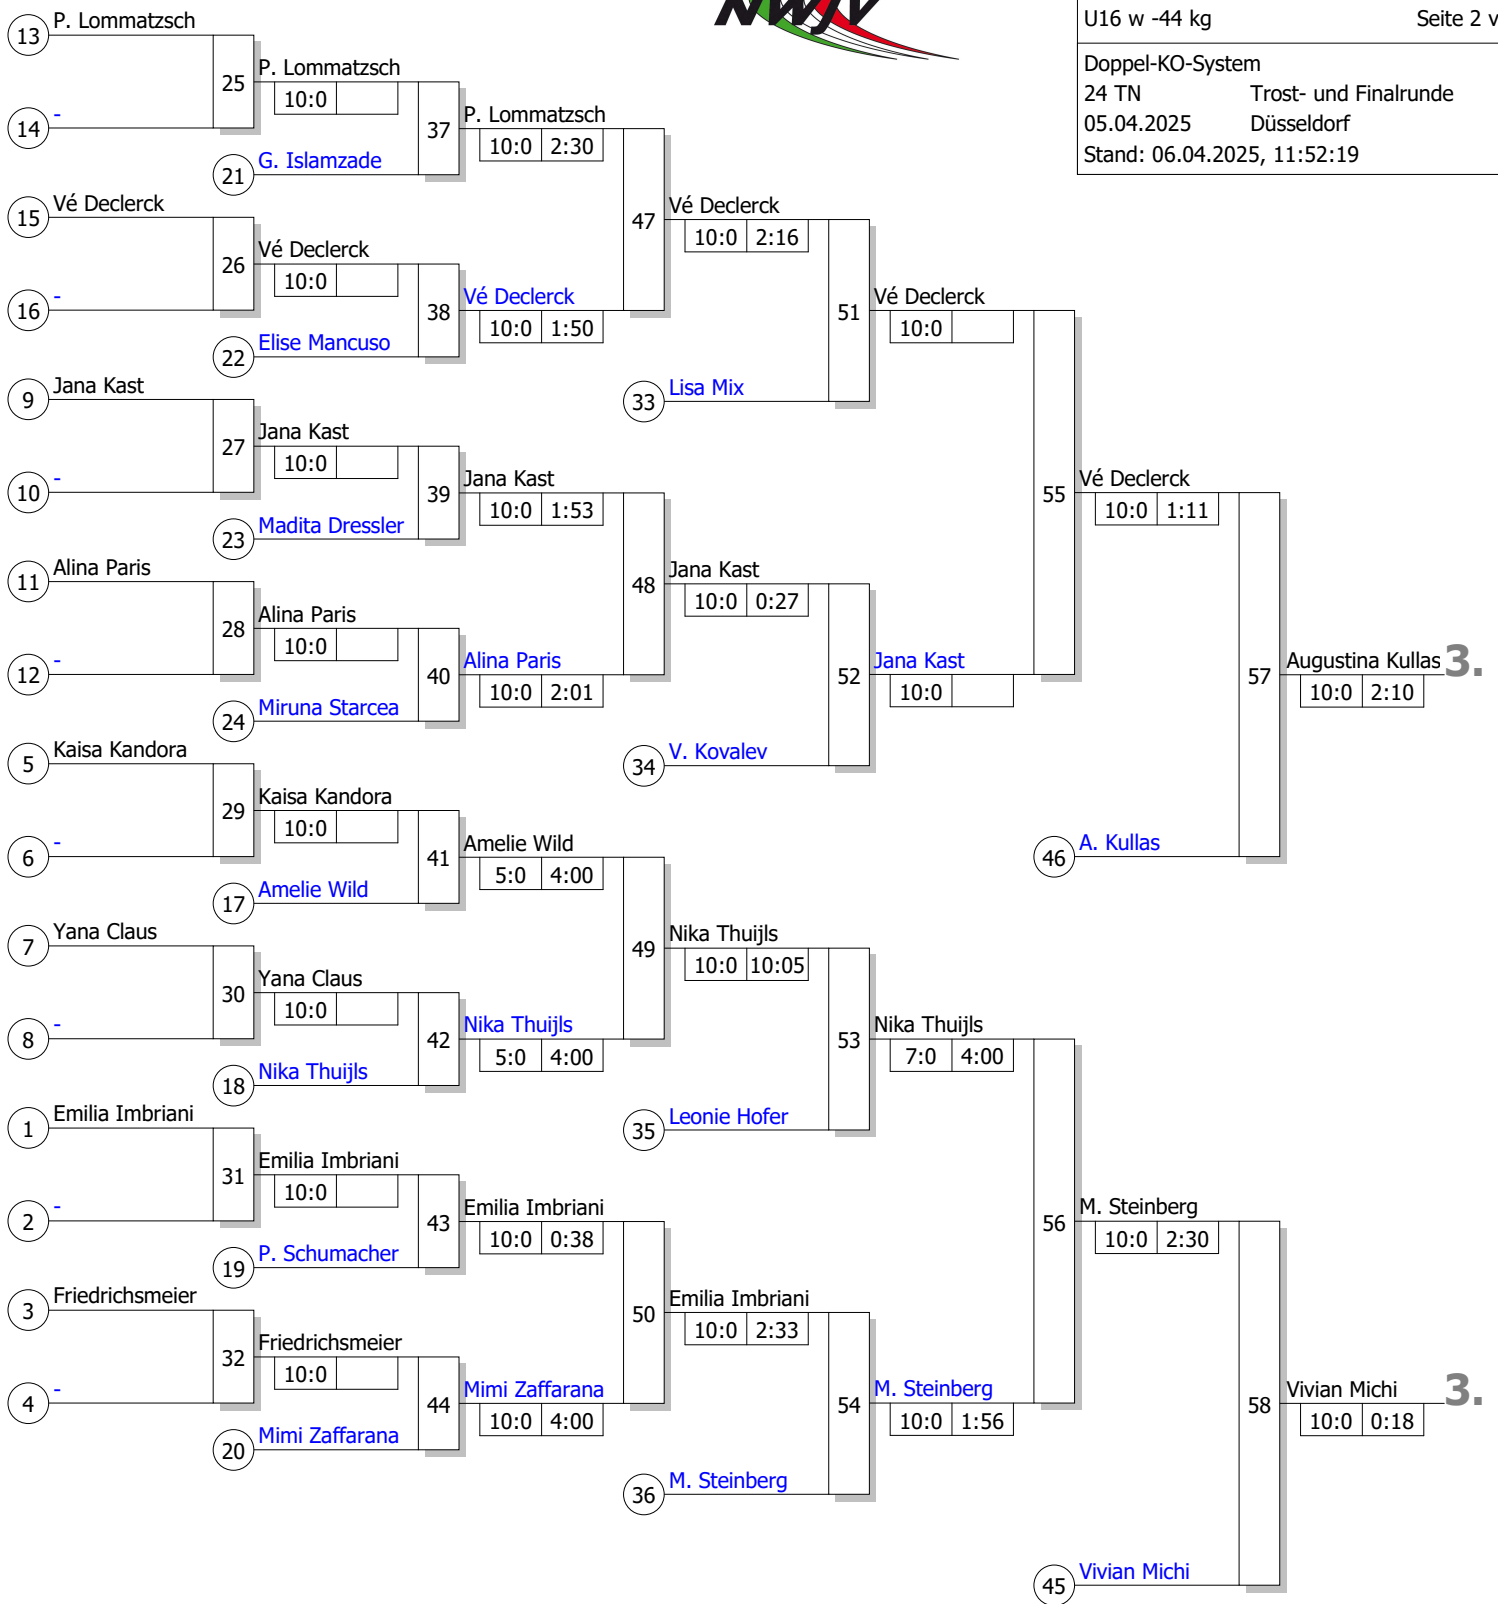 NWJV
U16 w -44 kg Seite 2 v
Doppel-KO-System
24 TN Trost- und Finalrunde
05.04.2025 Düsseldorf
Stand: 06.04.2025, 11:52:19
13 P. Lommatzsch
25 P. Lommatzsch
10:0
14 -
37 P. Lommatzsch
10:0 2:30
21 G. Islamzade
15 Vé Declerck
47 Vé Declerck
10:0 2:16
26 Vé Declerck
10:0
16 -
38 Vé Declerck
10:0 1:50
22 Elise Mancuso
51 Vé Declerck
10:0
33 Lisa Mix
9 Jana Kast
27 Jana Kast
10:0
10 -
39 Jana Kast
10:0 1:53
23 Madita Dressler
55 Vé Declerck
10:0 1:11
11 Alina Paris
48 Jana Kast
10:0 0:27
28 Alina Paris
10:0
12 -
40 Alina Paris
10:0 2:01
24 Miruna Starcea
52 Jana Kast
10:0
34 V. Kovalev
57 Augustina Kullas 3.
10:0 2:10
5 Kaisa Kandora
29 Kaisa Kandora
10:0
6 -
41 Amelie Wild
5:0 4:00
17 Amelie Wild
46 A. Kullas
7 Yana Claus
49 Nika Thuijls
10:0 10:05
30 Yana Claus
10:0
8 -
42 Nika Thuijls
5:0 4:00
18 Nika Thuijls
53 Nika Thuijls
7:0 4:00
35 Leonie Hofer
1 Emilia Imbriani
31 Emilia Imbriani
10:0
2 -
43 Emilia Imbriani
10:0 0:38
19 P. Schumacher
56 M. Steinberg
10:0 2:30
3 Friedrichsmeier
50 Emilia Imbriani
10:0 2:33
32 Friedrichsmeier
10:0
4 -
44 Mimi Zaffarana
10:0 4:00
20 Mimi Zaffarana
54 M. Steinberg
10:0 1:56
36 M. Steinberg
58 Vivian Michi 3.
10:0 0:18
45 Vivian Michi